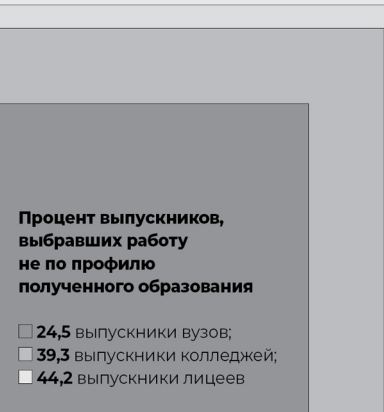 Процент выпускников,
выбравших работу
не по профилю
полученного образования
24,5 выпускники вузов;
39,3 выпускники колледжей;
44,2 выпускники лицеев